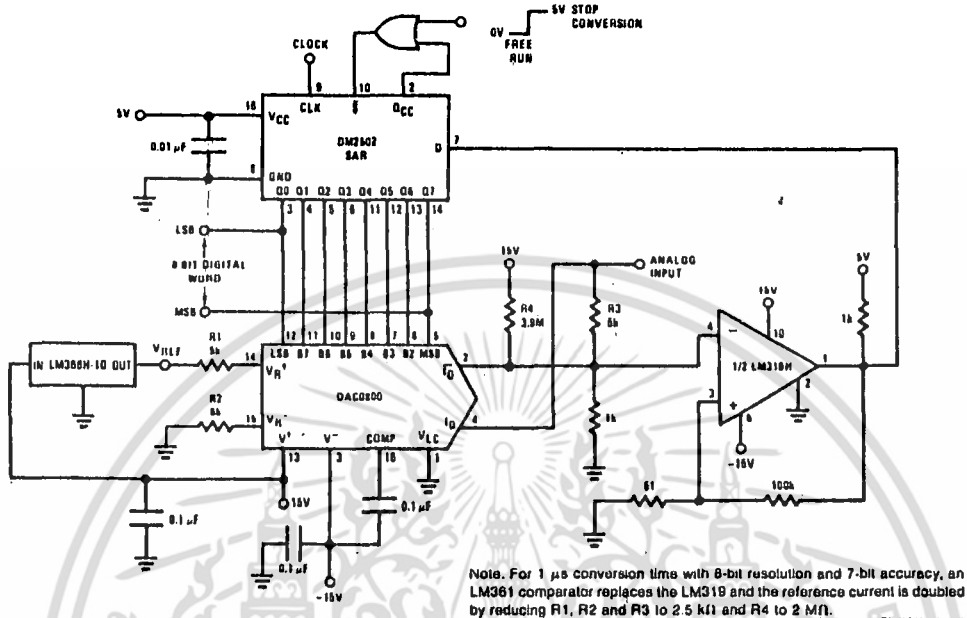 5V STOP
CONVERSION
0V
FREE
RUN
CLOCK
9 10 2
CLK S̅ QCC
5V
16 VCC
0.01 µF
DM2502
SAR
D 7
8 GND
Q0 Q1 Q2 Q3 Q4 Q5 Q6 Q7
3 4 5 6 11 12 13 14
LSB
8 BIT DIGITAL
WORD
MSB
15V
ANALOG
INPUT
R4
3.9M
R3
5k
5V
1k
15V
10
4
1/2 LM319H
1
2
3
6
-15V
R1
5k
12 11 10 9 8 7 6 5
LSB B7 B6 B5 B4 B3 B2 MSB
IN LM368H-10 OUT
VREF
14
VR+
DAC0800
I̅O̅ 2
IO 4
R2
5k
15
VR-
V+ V- COMP VLC
13 3 16 1
15V
0.1 µF
0.1 µF
0.1 µF
-15V
51
100k
Note. For 1 µs conversion time with 8-bit resolution and 7-bit accuracy, an
LM361 comparator replaces the LM319 and the reference current is doubled
by reducing R1, R2 and R3 to 2.5 kΩ and R4 to 2 MΩ.